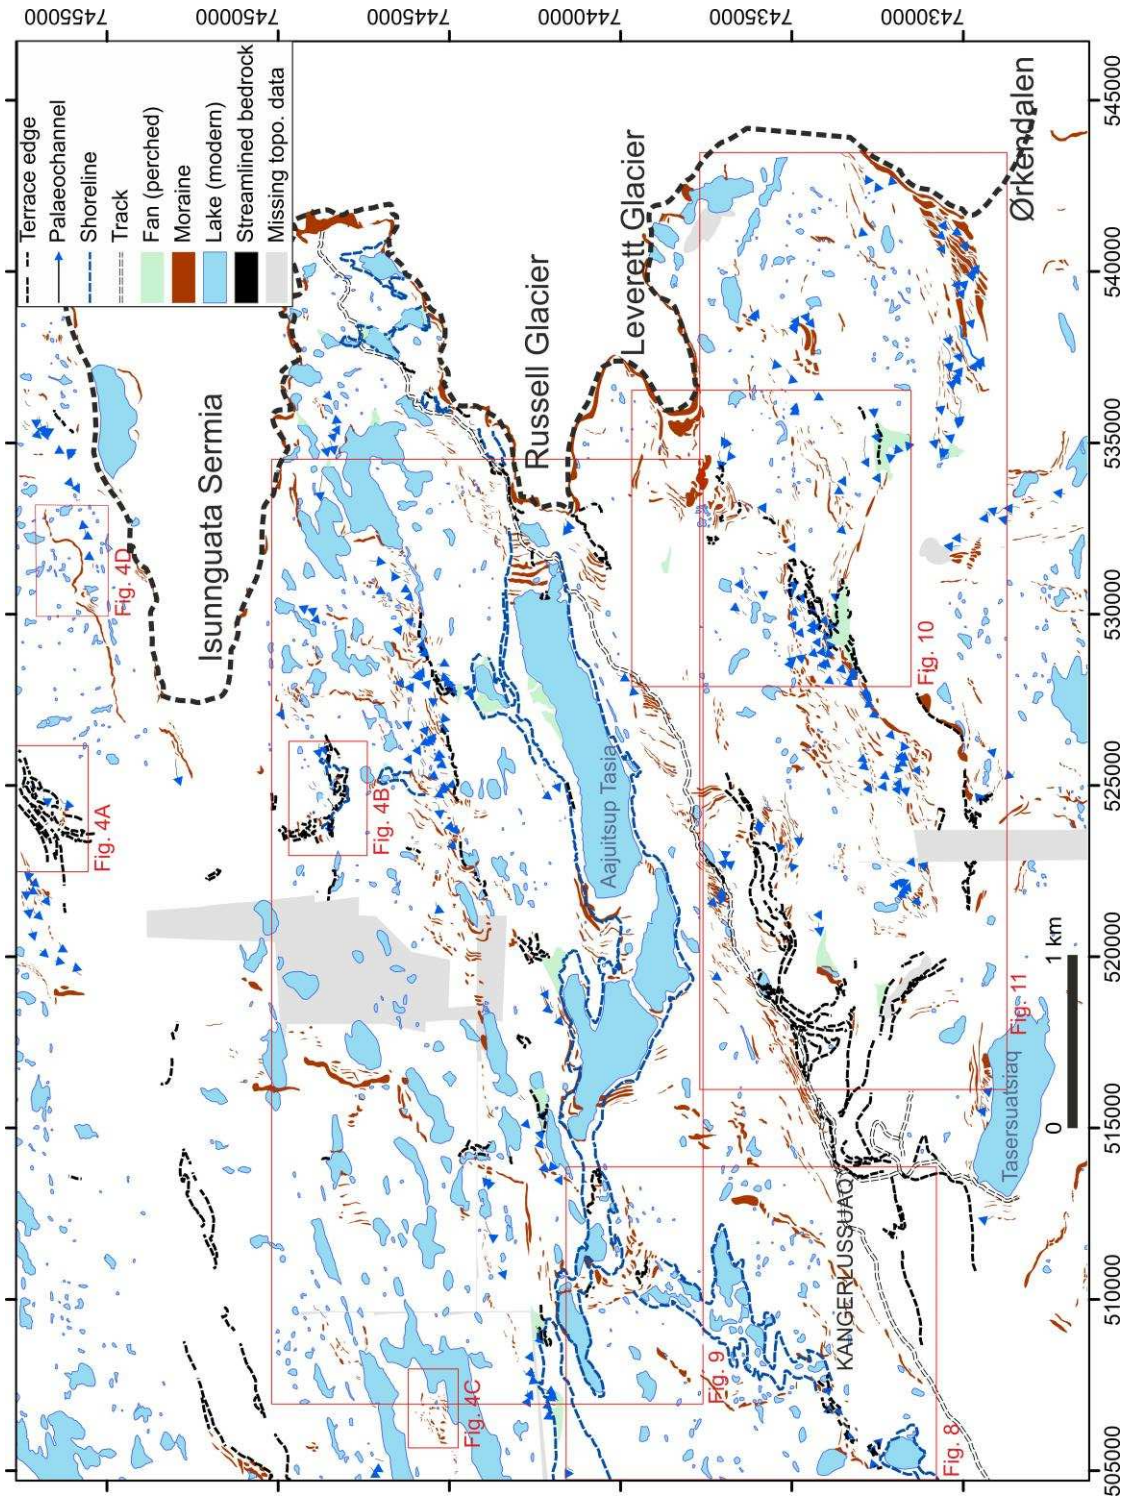 7455000
7450000
7445000
7440000
7435000
7430000
Terrace edge
Palaeochannel
Shoreline
Track
Fan (perched)
Moraine
Lake (modern)
Streamlined bedrock
Missing topo. data
545000
540000
535000
530000
525000
520000
515000
510000
505000
Isunnguata Sermia
Russell Glacier
Leverett Glacier
Ørkendalen
Aajuitsup Tasia
Tasersuatsiaq
KANGERLUSSUAQ
Fig. 4A
Fig. 4B
Fig. 4C
Fig. 4D
Fig. 8
Fig. 9
Fig. 10
Fig. 11
0 1 km